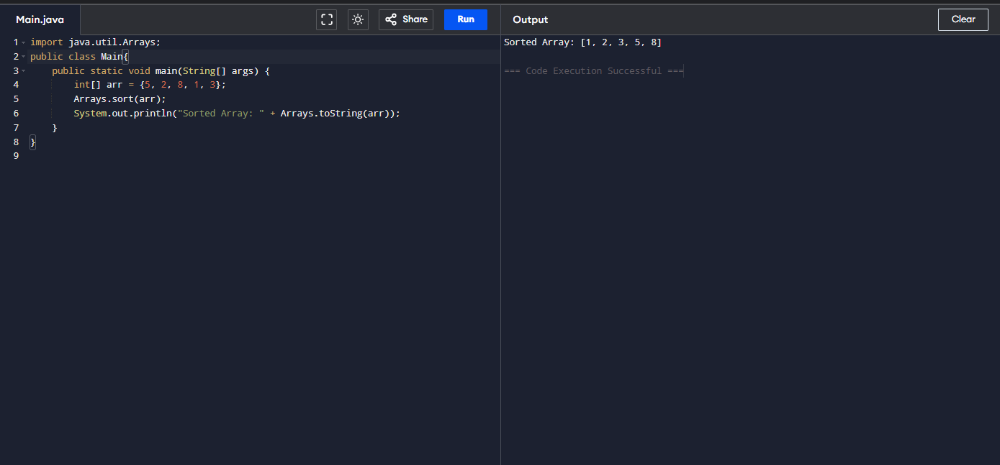 Main.java Share Run Output Clear
1 import java.util.Arrays;
2 public class Main{
3     public static void main(String[] args) {
4         int[] arr = {5, 2, 8, 1, 3};
5         Arrays.sort(arr);
6         System.out.println("Sorted Array: " + Arrays.toString(arr));
7     }
8 }
9
Sorted Array: [1, 2, 3, 5, 8]
=== Code Execution Successful ===